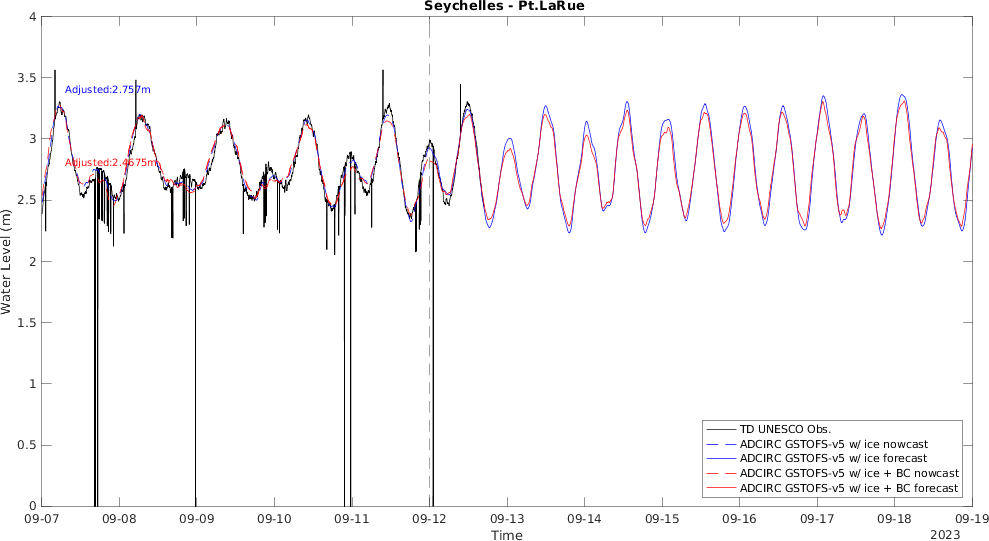 Seychelles - Pt.LaRue
4
3.5
3
2.5
2
1.5
1
0.5
0
Water Level (m)
Adjusted:2.757m
Adjusted:2.4675m
TD UNESCO Obs.
ADCIRC GSTOFS-v5 w/ ice nowcast
ADCIRC GSTOFS-v5 w/ ice forecast
ADCIRC GSTOFS-v5 w/ ice + BC nowcast
ADCIRC GSTOFS-v5 w/ ice + BC forecast
09-07 09-08 09-09 09-10 09-11 09-12 09-13 09-14 09-15 09-16 09-17 09-18 09-19
Time
2023